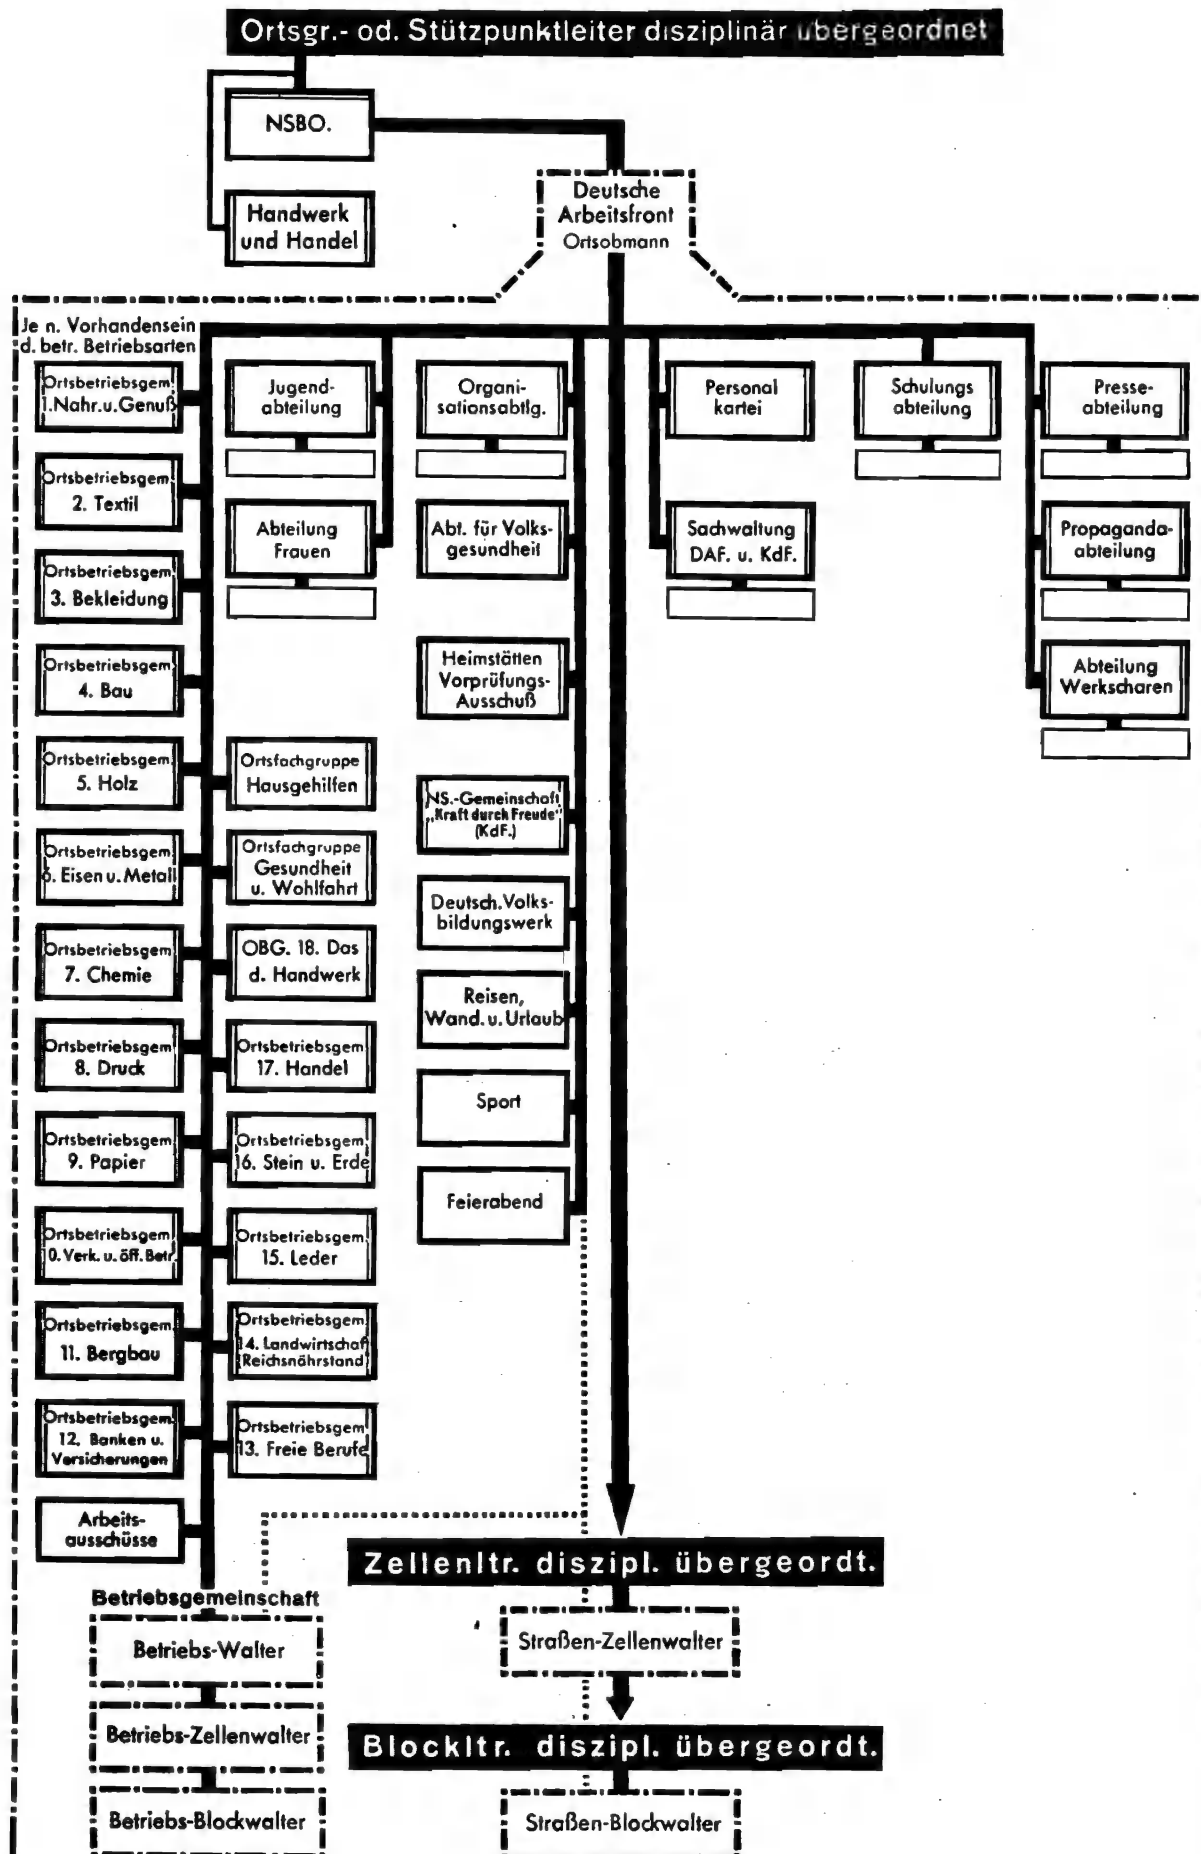 Ortsgr.- od. Stützpunktleiter disziplinär übergeordnet
NSBO.
Handwerk
und Handel
Deutsche
Arbeitsfront
Ortsobmann
Je n. Vorhandensein
d. betr. Betriebsarten
Ortsbetriebsgem.
1. Nahr. u. Genuß
Ortsbetriebsgem.
2. Textil
Ortsbetriebsgem.
3. Bekleidung
Ortsbetriebsgem.
4. Bau
Ortsbetriebsgem.
5. Holz
Ortsbetriebsgem.
6. Eisen u. Metall
Ortsbetriebsgem.
7. Chemie
Ortsbetriebsgem.
8. Druck
Ortsbetriebsgem.
9. Papier
Ortsbetriebsgem.
0. Verk. u. öff. Betr.
Ortsbetriebsgem.
11. Bergbau
Ortsbetriebsgem.
12. Banken u.
Versicherungen
Arbeits-
ausschüsse
Jugend-
abteilung
Abteilung
Frauen
Ortsfachgruppe
Hausgehilfen
Ortsfachgruppe
Gesundheit
u. Wohlfahrt
OBG. 18. Das
d. Handwerk
Ortsbetriebsgem.
17. Handel
Ortsbetriebsgem.
16. Stein u. Erde
Ortsbetriebsgem.
15. Leder
Ortsbetriebsgem.
14. Landwirtschaf
(Reichsnährstand)
Ortsbetriebsgem.
13. Freie Berufe
Organi-
sationsabtlg.
Abt. für Volks-
gesundheit
Heimstätten
Vorprüfungs-
Ausschuß
NS.-Gemeinschaft
„Kraft durch Freude"
(KdF.)
Deutsch. Volks-
bildungswerk
Reisen,
Wand. u. Urlaub
Sport
Feierabend
Personal
kartei
Sachwaltung
DAF. u. KdF.
Schulungs
abteilung
Presse-
abteilung
Propaganda-
abteilung
Abteilung
Werkscharen
Betriebsgemeinschaft
Betriebs-Walter
Betriebs-Zellenwalter
Betriebs-Blockwalter
Zellenltr. diszipl. übergeordt.
Straßen-Zellenwalter
Blockltr. diszipl. übergeordt.
Straßen-Blockwalter